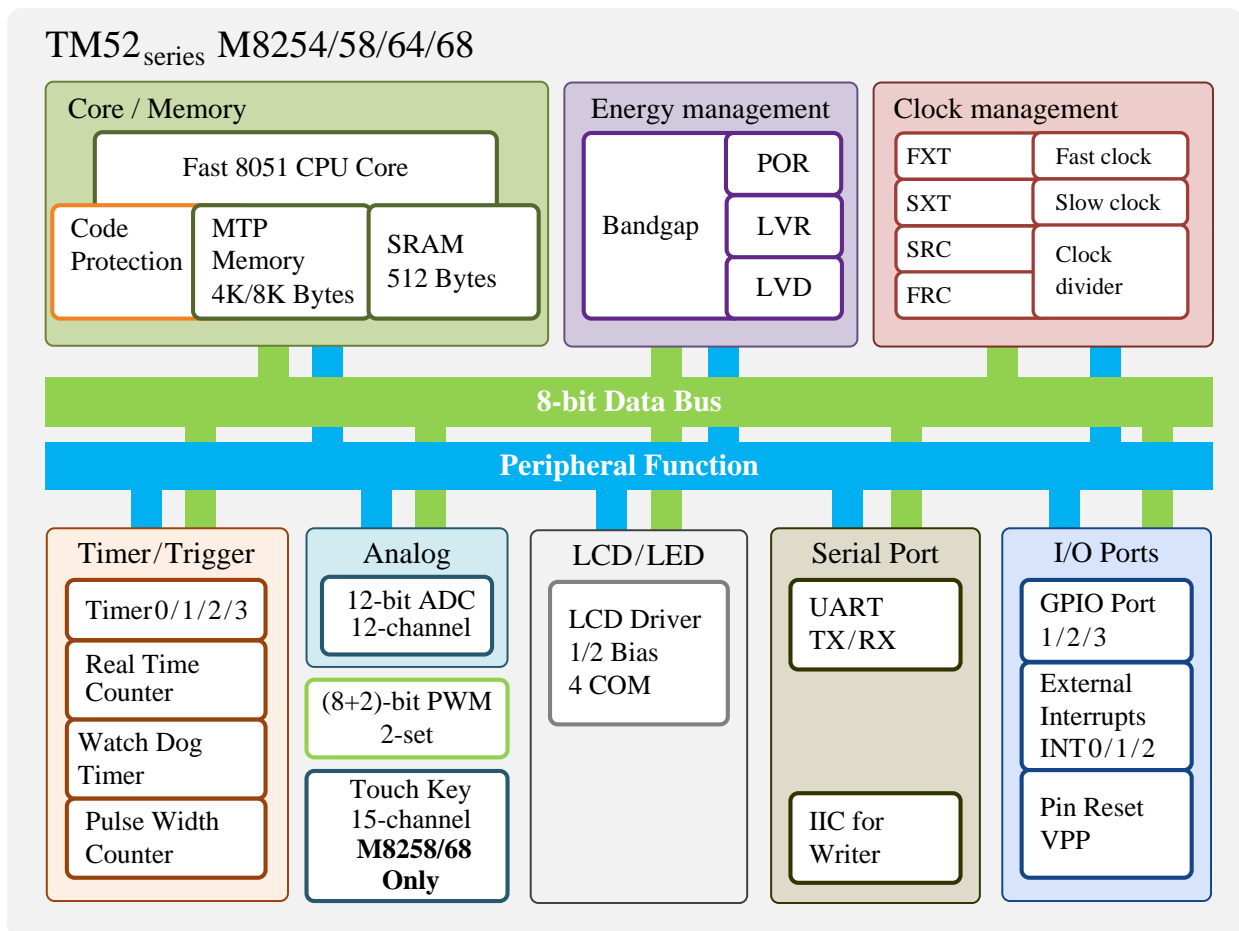 TM52series M8254/58/64/68
Core / Memory
Fast 8051 CPU Core
Code
Protection
MTP
Memory
4K/8K Bytes
SRAM
512 Bytes
Energy management
Bandgap
POR
LVR
LVD
Clock management
FXT
SXT
SRC
FRC
Fast clock
Slow clock
Clock
divider
8-bit Data Bus
Peripheral Function
Timer/Trigger
Timer0/1/2/3
Real Time
Counter
Watch Dog
Timer
Pulse Width
Counter
Analog
12-bit ADC
12-channel
(8+2)-bit PWM
2-set
Touch Key
15-channel
M8258/68
Only
LCD/LED
LCD Driver
1/2 Bias
4 COM
Serial Port
UART
TX/RX
IIC for
Writer
I/O Ports
GPIO Port
1/2/3
External
Interrupts
INT0/1/2
Pin Reset
VPP